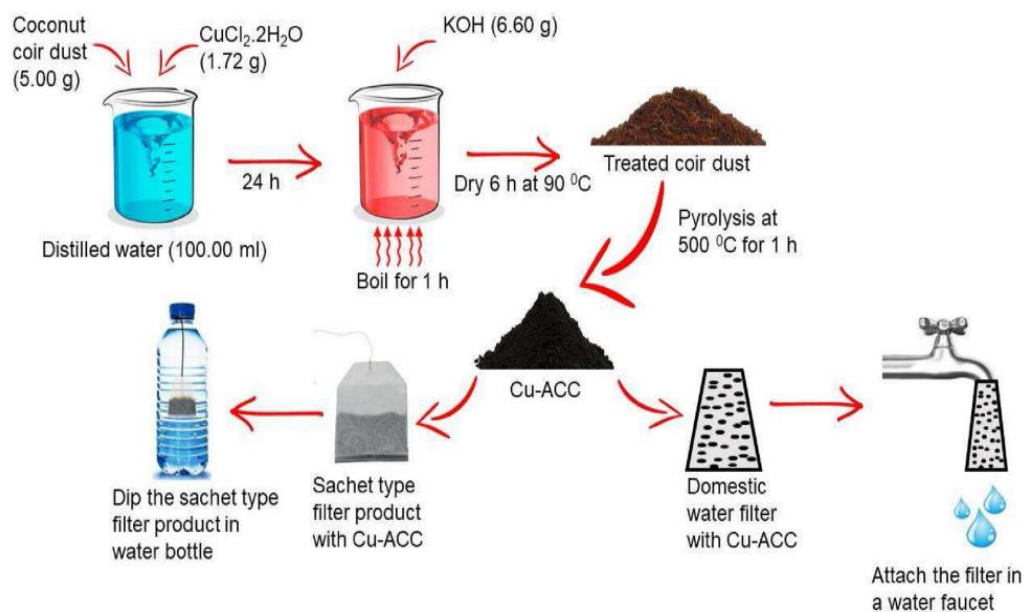 Coconut
coir dust
(5.00 g)
CuCl₂.2H₂O
(1.72 g)
KOH (6.60 g)
24 h
Dry 6 h at 90 ⁰C
Treated coir dust
Distilled water (100.00 ml)
Boil for 1 h
Pyrolysis at
500 ⁰C for 1 h
Cu-ACC
Dip the sachet type
filter product in
water bottle
Sachet type
filter product
with Cu-ACC
Domestic
water filter
with Cu-ACC
Attach the filter in
a water faucet